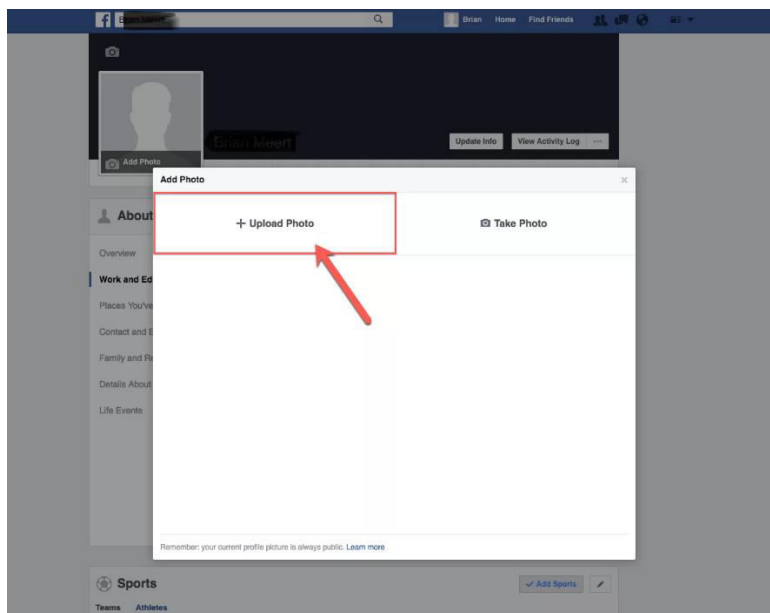 f
Brian Home Find Friends
Update Info View Activity Log ...
Add Photo
Add Photo ×
+ Upload Photo Take Photo
About
Overview
Work and Ed
Places You've
Contact and E
Family and Re
Details About
Life Events
Remember: your current profile picture is always public. Learn more
Sports
Add Sports
Teams Athletes